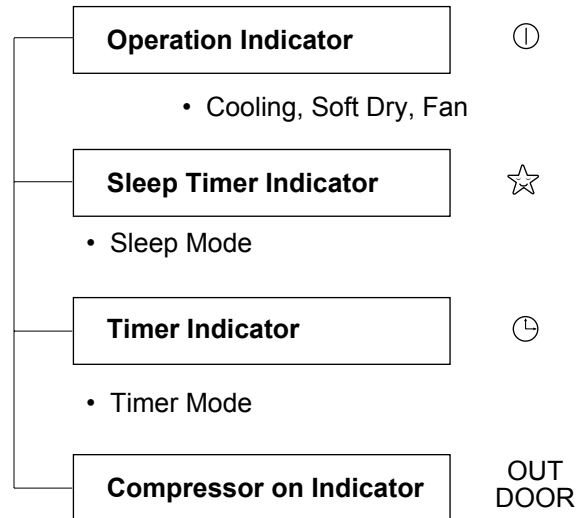 Operation Indicator
• Cooling, Soft Dry, Fan
Sleep Timer Indicator
• Sleep Mode
Timer Indicator
• Timer Mode
Compressor on Indicator
OUT
DOOR